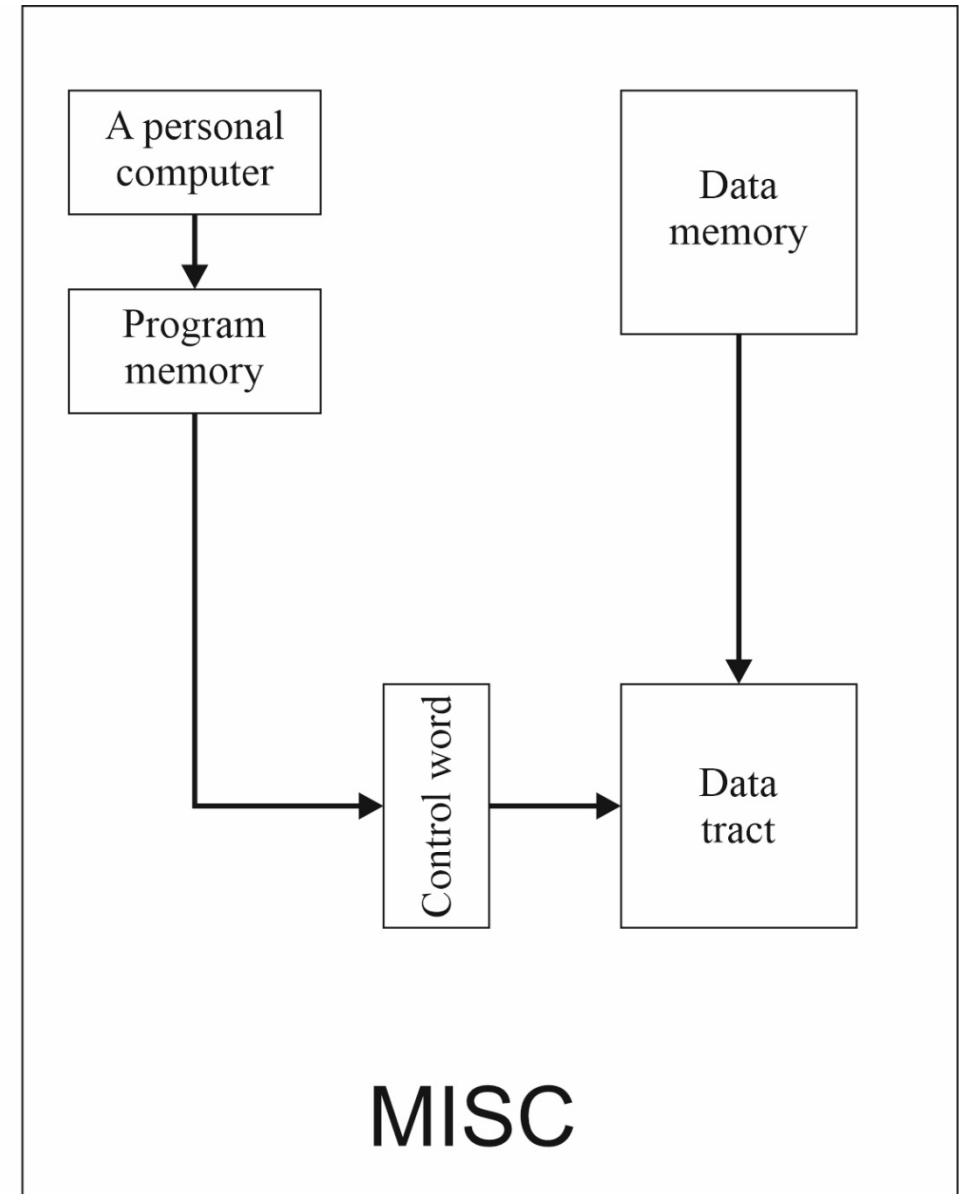 A personal
computer
Data
memory
Program
memory
Control word
Data
tract
MISC